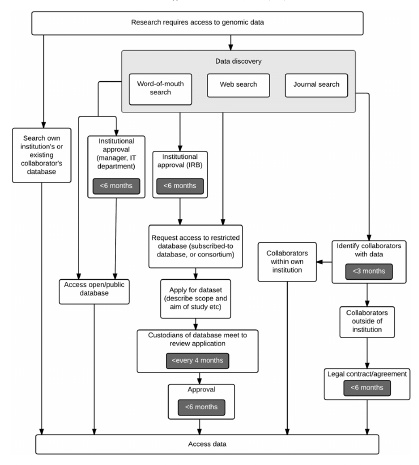 Research requires access to genomic data
Data discovery
Word-of-mouth
search
Web search
Journal search
Search own
institution's or
existing
collaborator's
database
Institutional
approval
(manager, IT
department)
<6 months
Institutional
approval (IRB)
<6 months
Request access to restricted
database (subscribed-to
database, or consortium)
Collaborators
within own
institution
Identify collaborators
with data
<3 months
Access open/public
database
Apply for dataset
(describe scope and
aim of study etc)
Collaborators
outside of
institution
Custodians of database meet to
review application
<every 4 months
Legal contract/agreement
<6 months
Approval
<6 months
Access data